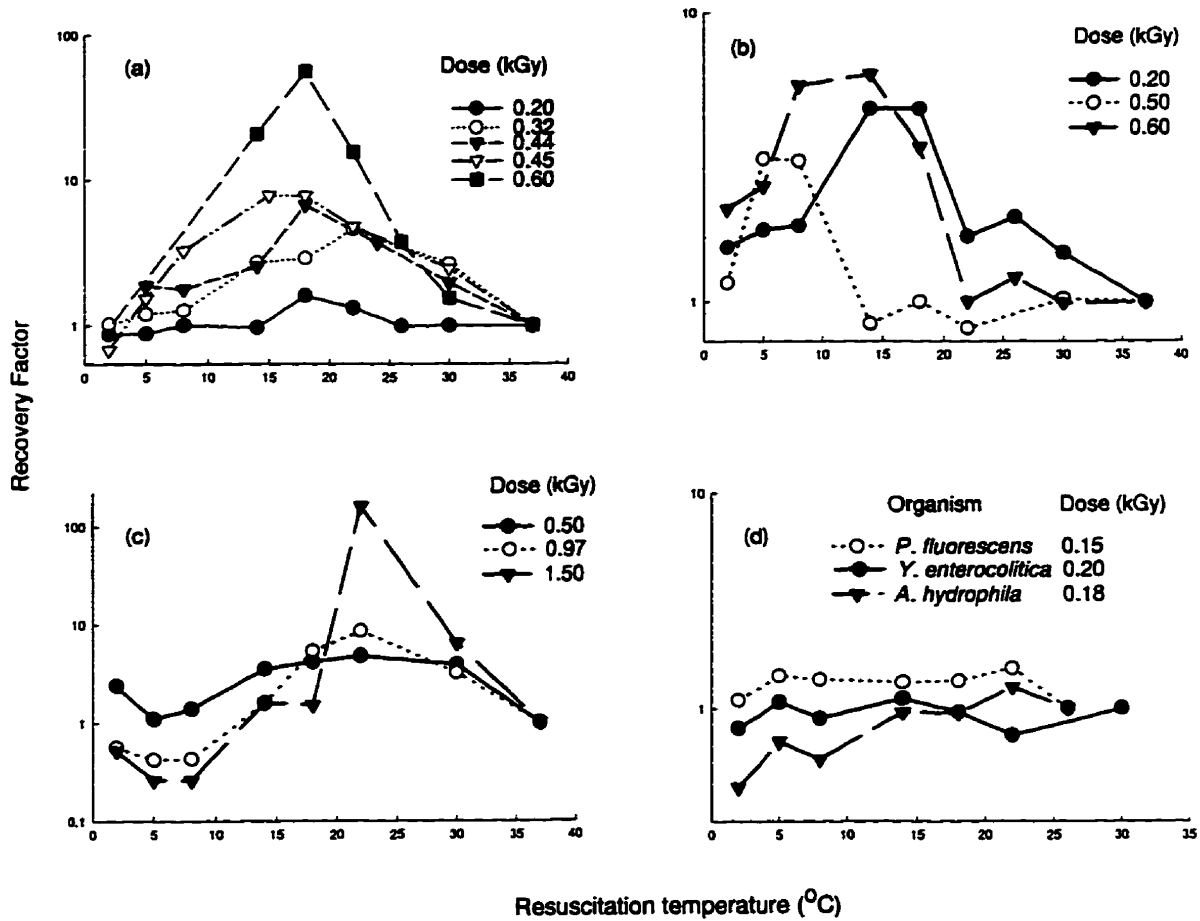 (a)
Dose (kGy)
0.20
0.32
0.44
0.45
0.60
100
10
1
0 5 10 15 20 25 30 35 40
(b)
Dose (kGy)
0.20
0.50
0.60
10
1
0 5 10 15 20 25 30 35 40
Recovery Factor
(c)
Dose (kGy)
0.50
0.97
1.50
100
10
1
0.1
0 5 10 15 20 25 30 35 40
(d)
Organism Dose (kGy)
P. fluorescens 0.15
Y. enterocolitica 0.20
A. hydrophila 0.18
10
1
0 5 10 15 20 25 30 35
Resuscitation temperature (⁰C)